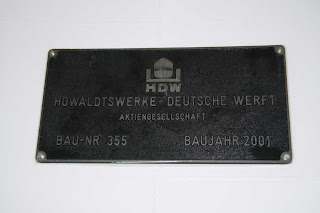 HDW
HOWALDTSWERKE-DEUTSCHE WERFT
AKTIENGESELLSCHAFT
BAU-NR 355 BAUJAHR 2001